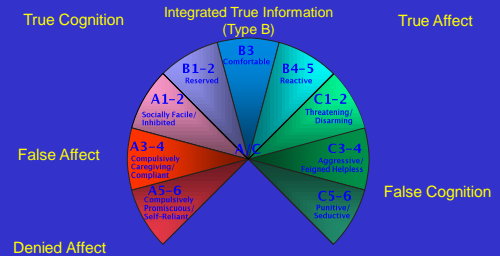 Integrated True Information
(Type B)
True Cognition
True Affect
B3
Comfortable
B1-2
Reserved
B4-5
Reactive
A1-2
Socially Facile/
Inhibited
C1-2
Threatening/
Disarming
False Affect
A3-4
Compulsively
Caregiving/
Compliant
A/C
C3-4
Aggressive/
Feigned Helpless
A5-6
Compulsively
Promiscuous/
Self-Reliant
C5-6
Punitive/
Seductive
False Cognition
Denied Affect